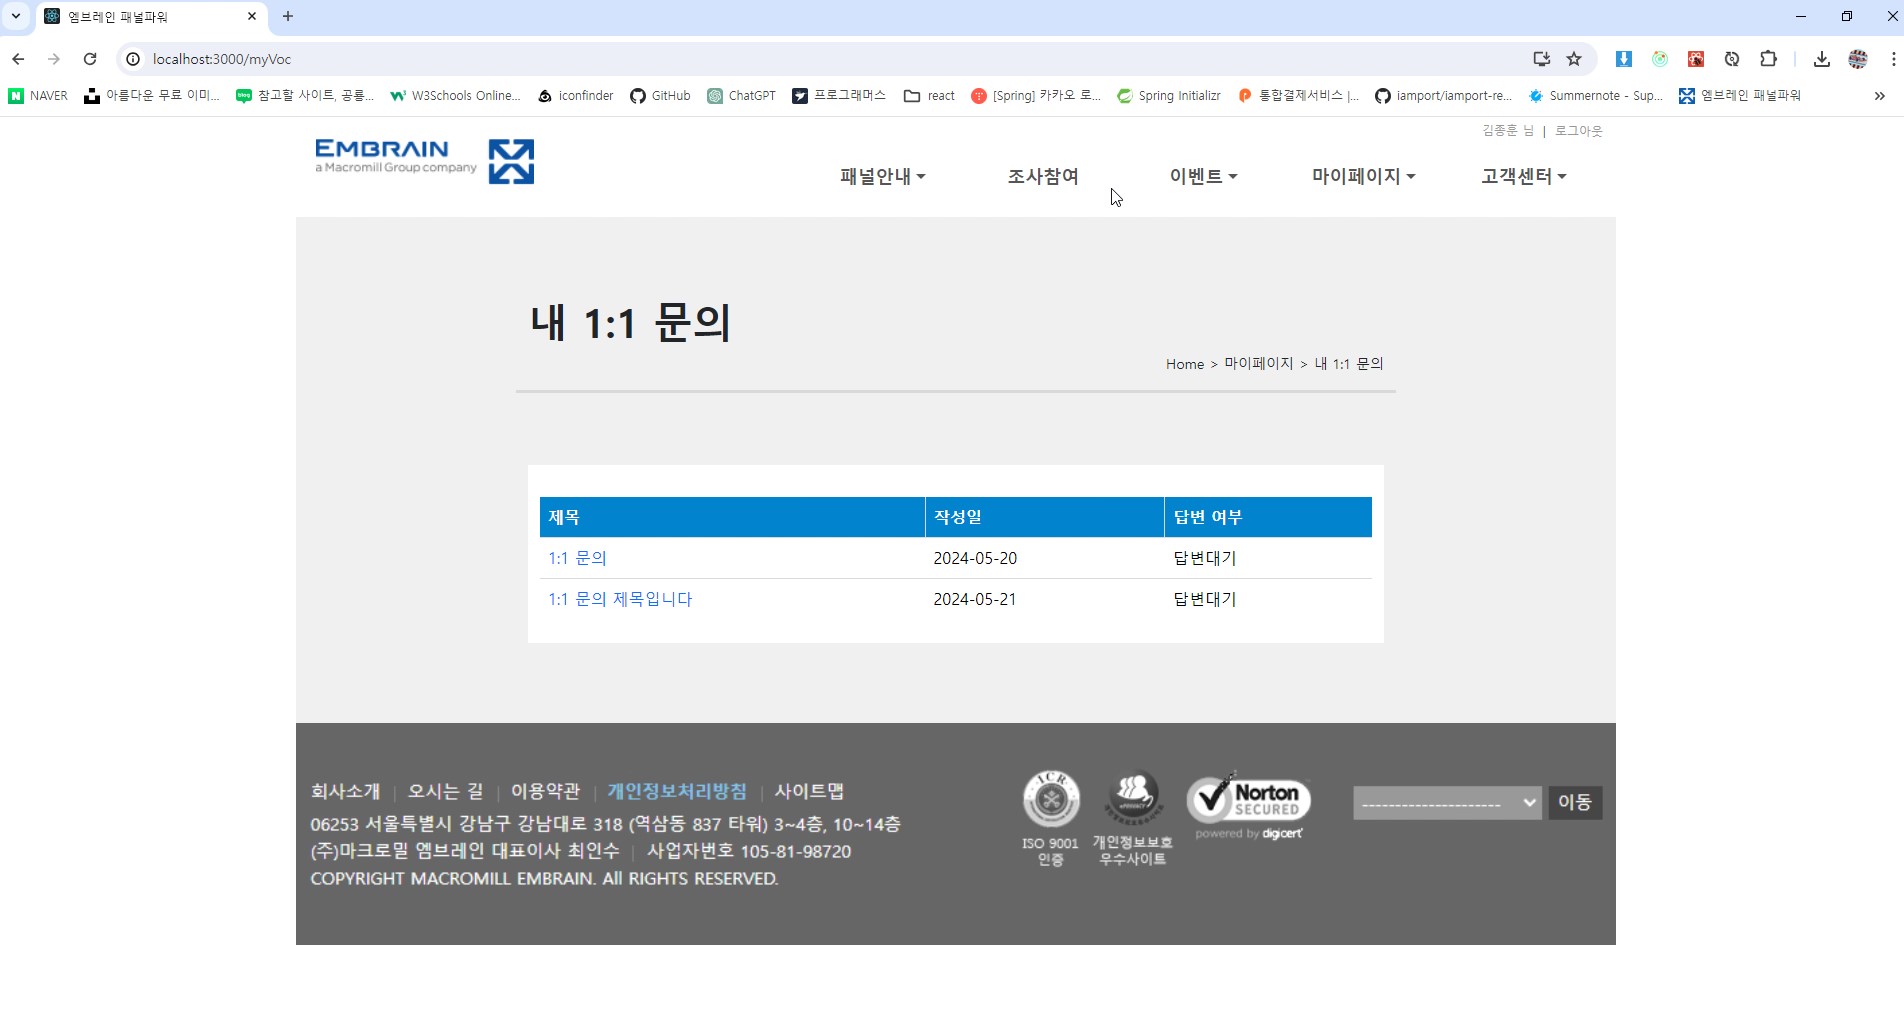 엠브레인 패널파워
localhost:3000/myVoc
NAVER 아름다운 무료 이미... 참고할 사이트, 공룡... W3Schools Online... iconfinder GitHub ChatGPT 프로그래머스 react [Spring] 카카오 로... Spring Initializr 통합결제서비스 |... iamport/iamport-re... Summernote - Sup... 엠브레인 패널파워 »
김종훈 님 | 로그아웃
EMBRAIN
a Macromill Group company
패널안내 조사참여 이벤트 마이페이지 고객센터
내 1:1 문의
Home > 마이페이지 > 내 1:1 문의
제목 작성일 답변 여부
1:1 문의 2024-05-20 답변대기
1:1 문의 제목입니다 2024-05-21 답변대기
회사소개 | 오시는 길 | 이용약관 | 개인정보처리방침 | 사이트맵
06253 서울특별시 강남구 강남대로 318 (역삼동 837 타워) 3~4층, 10~14층
(주)마크로밀 엠브레인 대표이사 최인수 | 사업자번호 105-81-98720
COPYRIGHT MACROMILL EMBRAIN. All RIGHTS RESERVED.
ICR
ISO 9001
인증
ePRIVACY
개인정보보호
우수사이트
Norton
SECURED
powered by digicert
--------------------- 이동